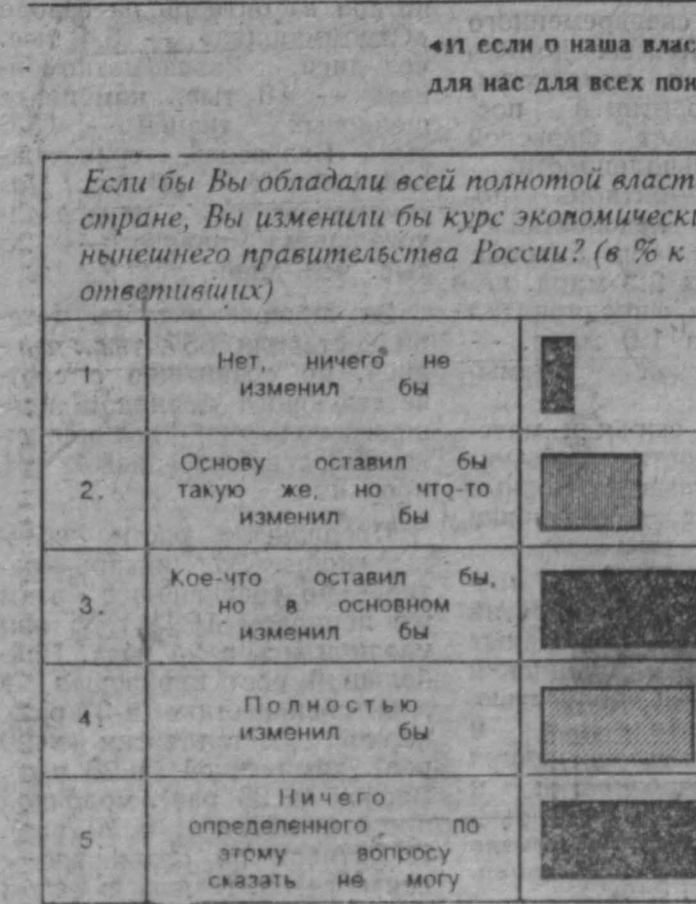 своевременного
«И если о наша влас
для нас для всех пон
Если бы Вы обладали всей полнотой власт
стране, Вы изменили бы курс экономически
нынешнего правительства России? (в % к
ответивших)
1. Нет, ничего не
изменил бы
2. Основу оставил бы
такую же, но что-то
изменил бы
3. Кое-что оставил бы,
но в основном
изменил бы
4. Полностью
изменил бы
5. Ничего
определенного по
этому вопросу
сказать не могу